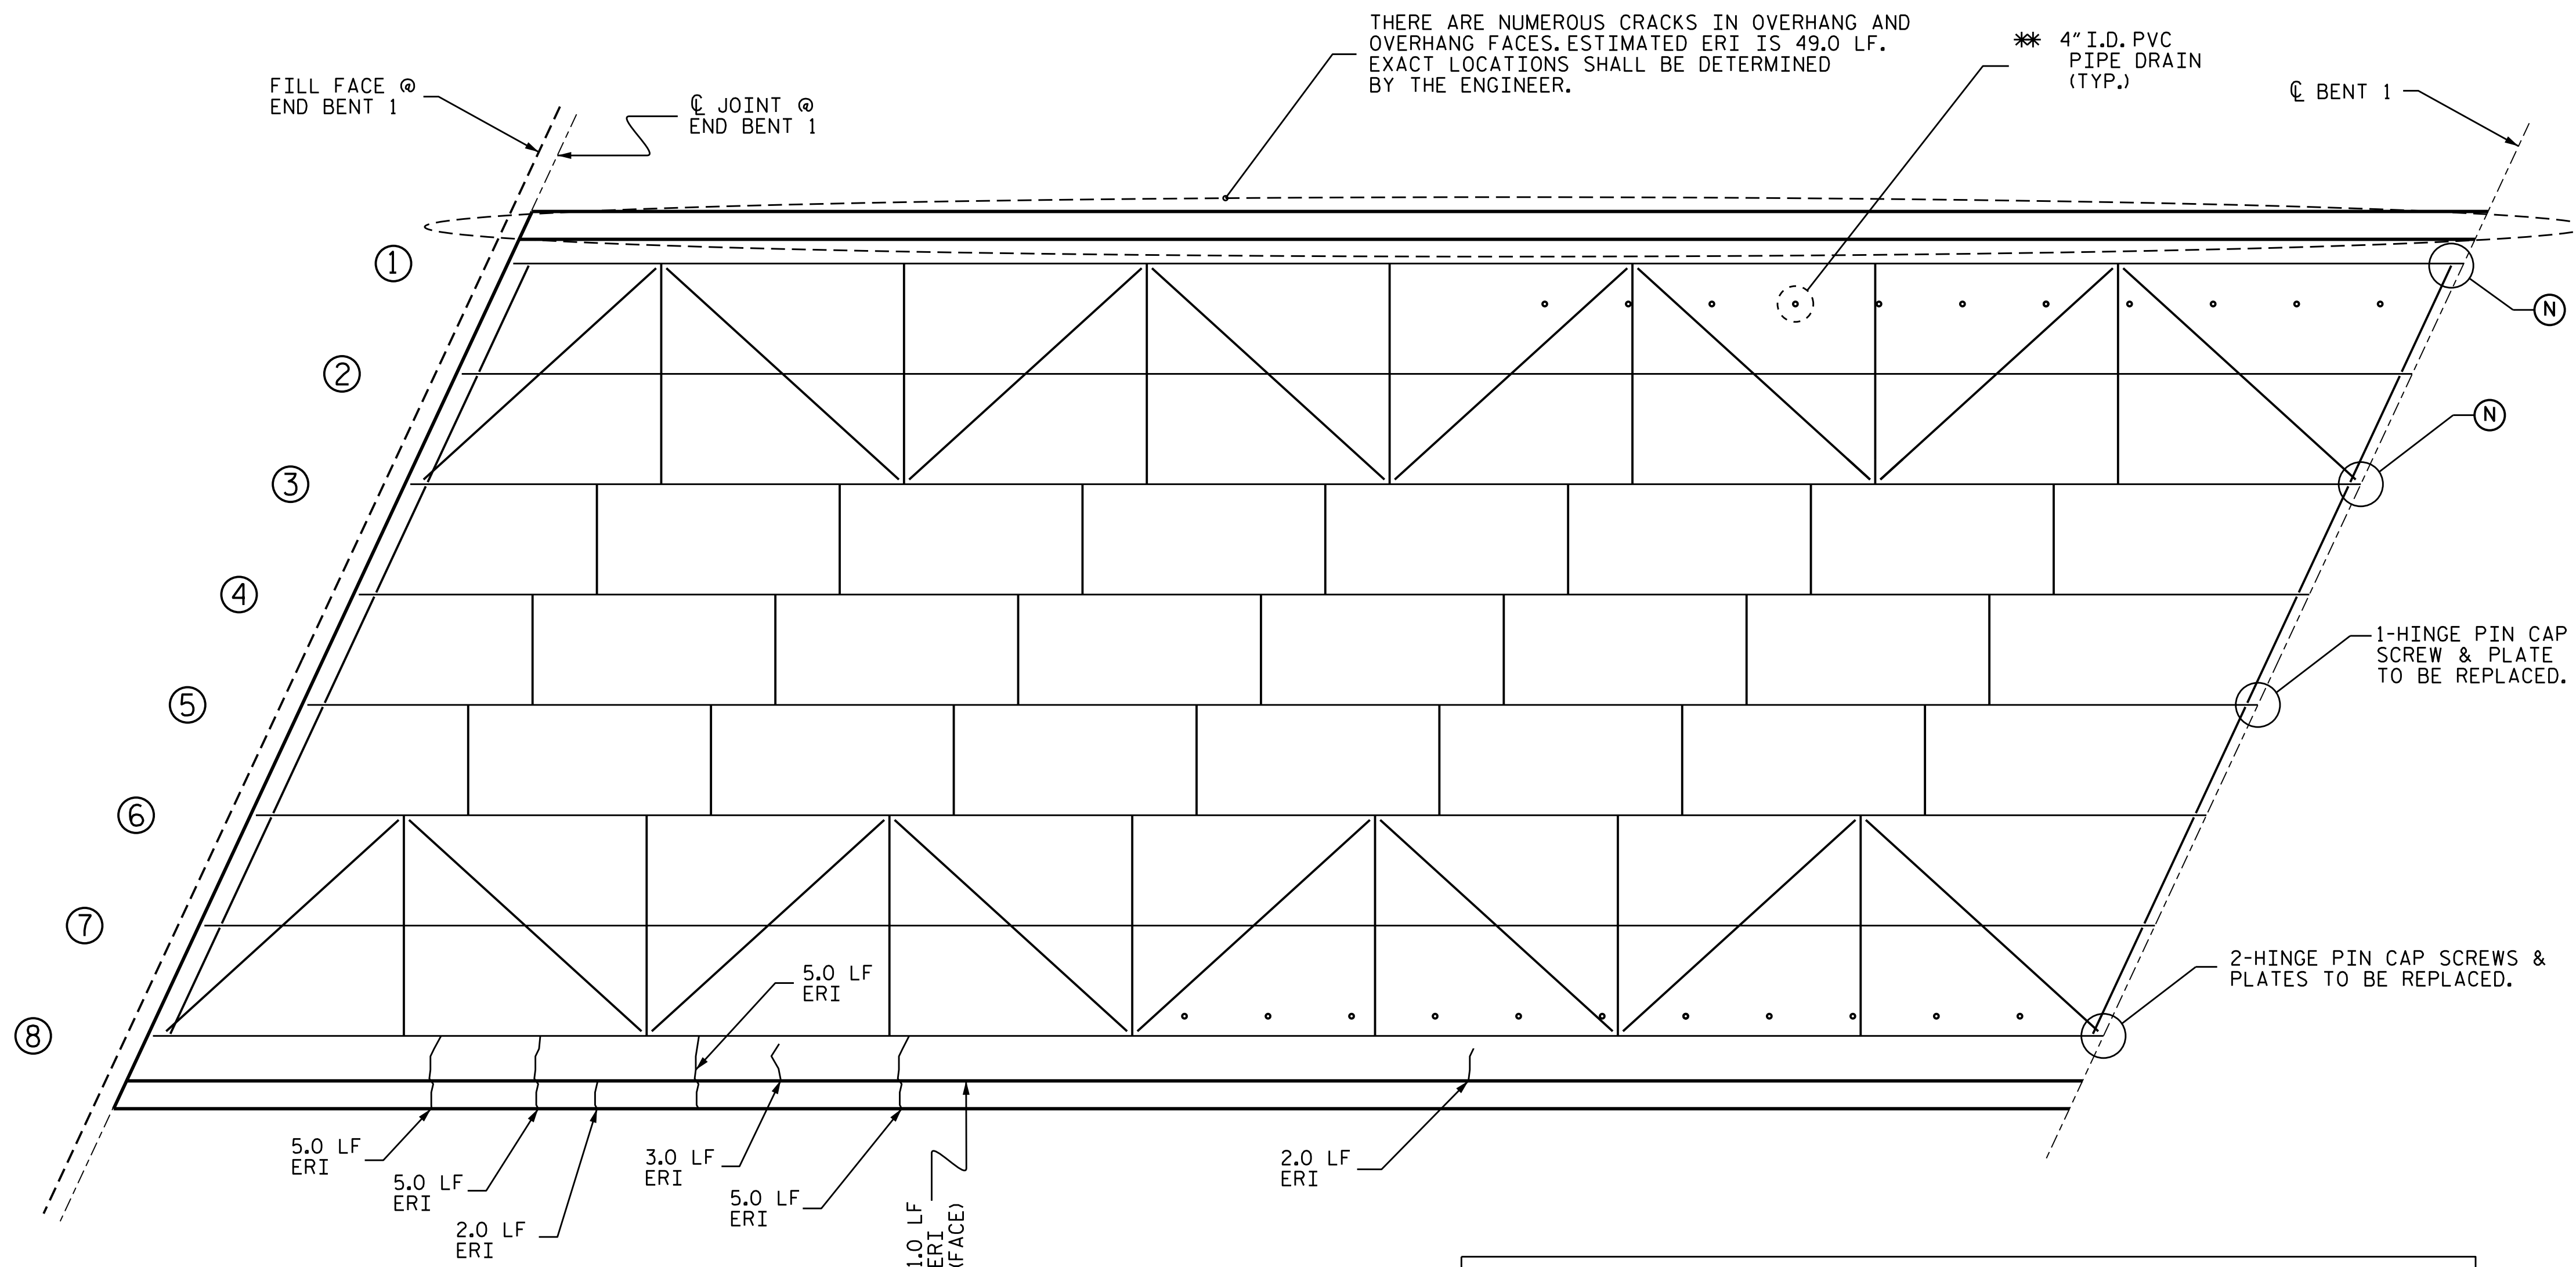 THERE ARE NUMEROUS CRACKS IN OVERHANG AND
OVERHANG FACES. ESTIMATED ERI IS 49.0 LF.
EXACT LOCATIONS SHALL BE DETERMINED
BY THE ENGINEER.
** 4" I.D. PVC
PIPE DRAIN
(TYP.)
FILL FACE @
END BENT 1
℄ JOINT @
END BENT 1
℄ BENT 1
1
N
2
N
3
4
1-HINGE PIN CAP
SCREW & PLATE
TO BE REPLACED.
5
6
7
2-HINGE PIN CAP SCREWS &
PLATES TO BE REPLACED.
5.0 LF
ERI
8
5.0 LF
ERI
5.0 LF
ERI
2.0 LF
ERI
3.0 LF
ERI
5.0 LF
ERI
1.0 LF
ERI
(FACE)
2.0 LF
ERI